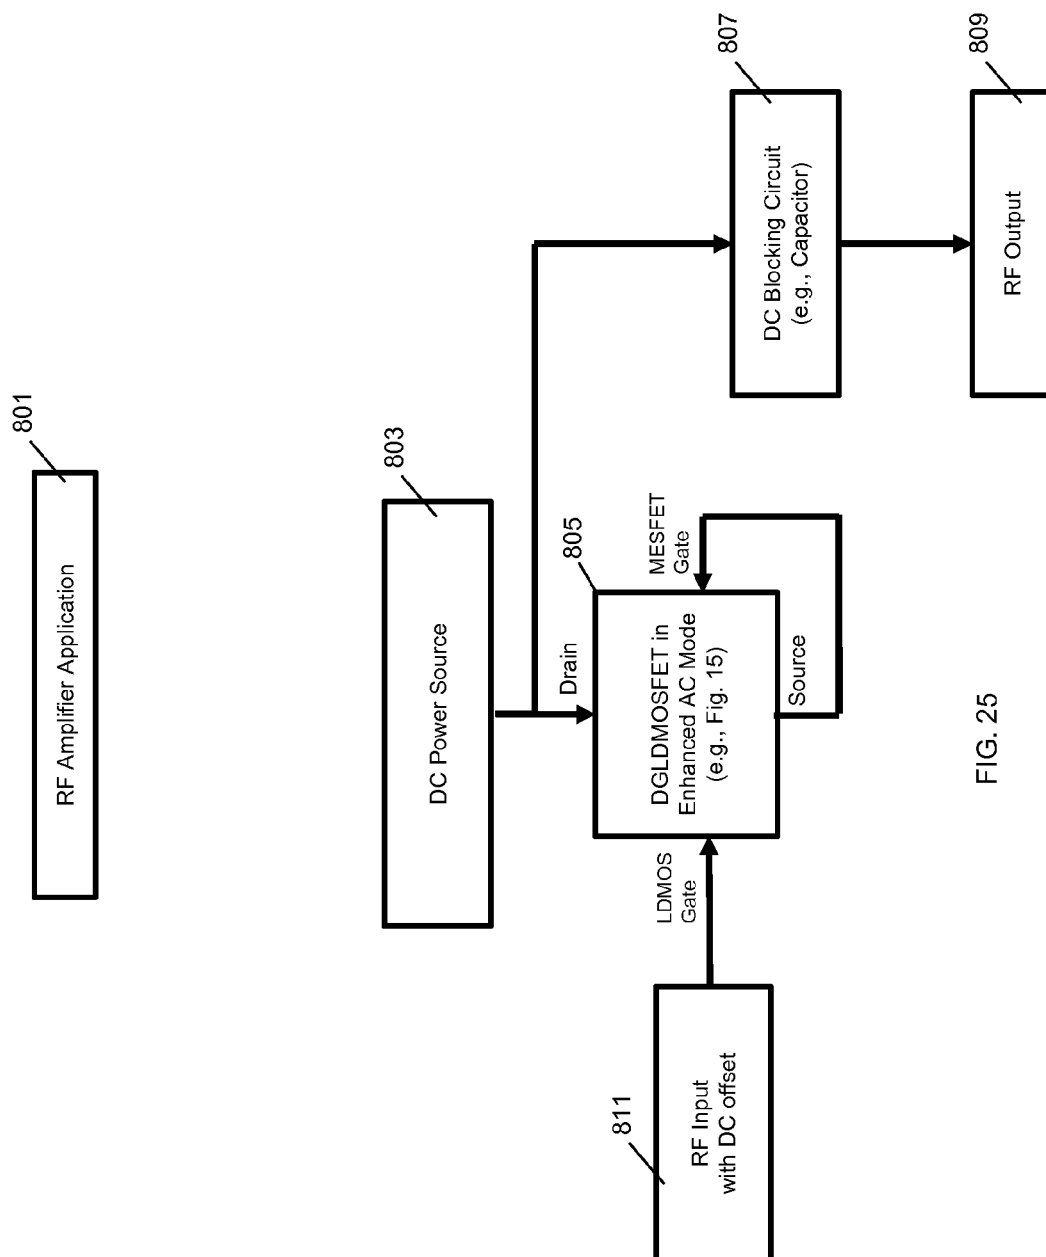 801
RF Amplifier Application
803
DC Power Source
807
DC Blocking Circuit
(e.g., Capacitor)
809
RF Output
Drain
805
DGLDMOSFET in
Enhanced AC Mode
(e.g., Fig. 15)
MESFET
Gate
Source
LDMOS
Gate
811
RF Input
with DC offset
FIG. 25